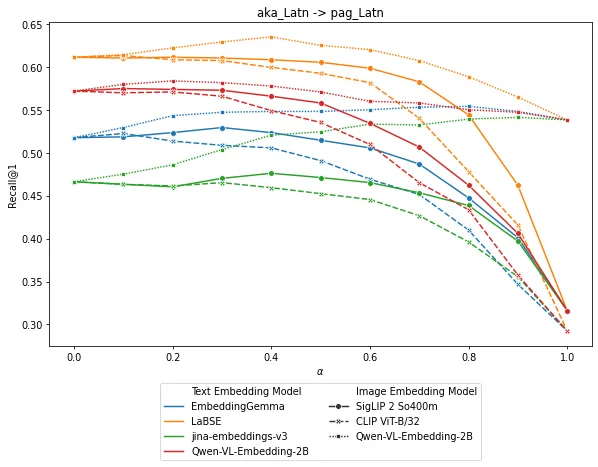 aka_Latn -> pag_Latn
0.65
0.60
0.55
0.50
0.45
0.40
0.35
0.30
Recall@1
0.0 0.2 0.4 0.6 0.8 1.0
α
Text Embedding Model Image Embedding Model
EmbeddingGemma SigLIP 2 So400m
LaBSE CLIP ViT-B/32
jina-embeddings-v3 Qwen-VL-Embedding-2B
Qwen-VL-Embedding-2B